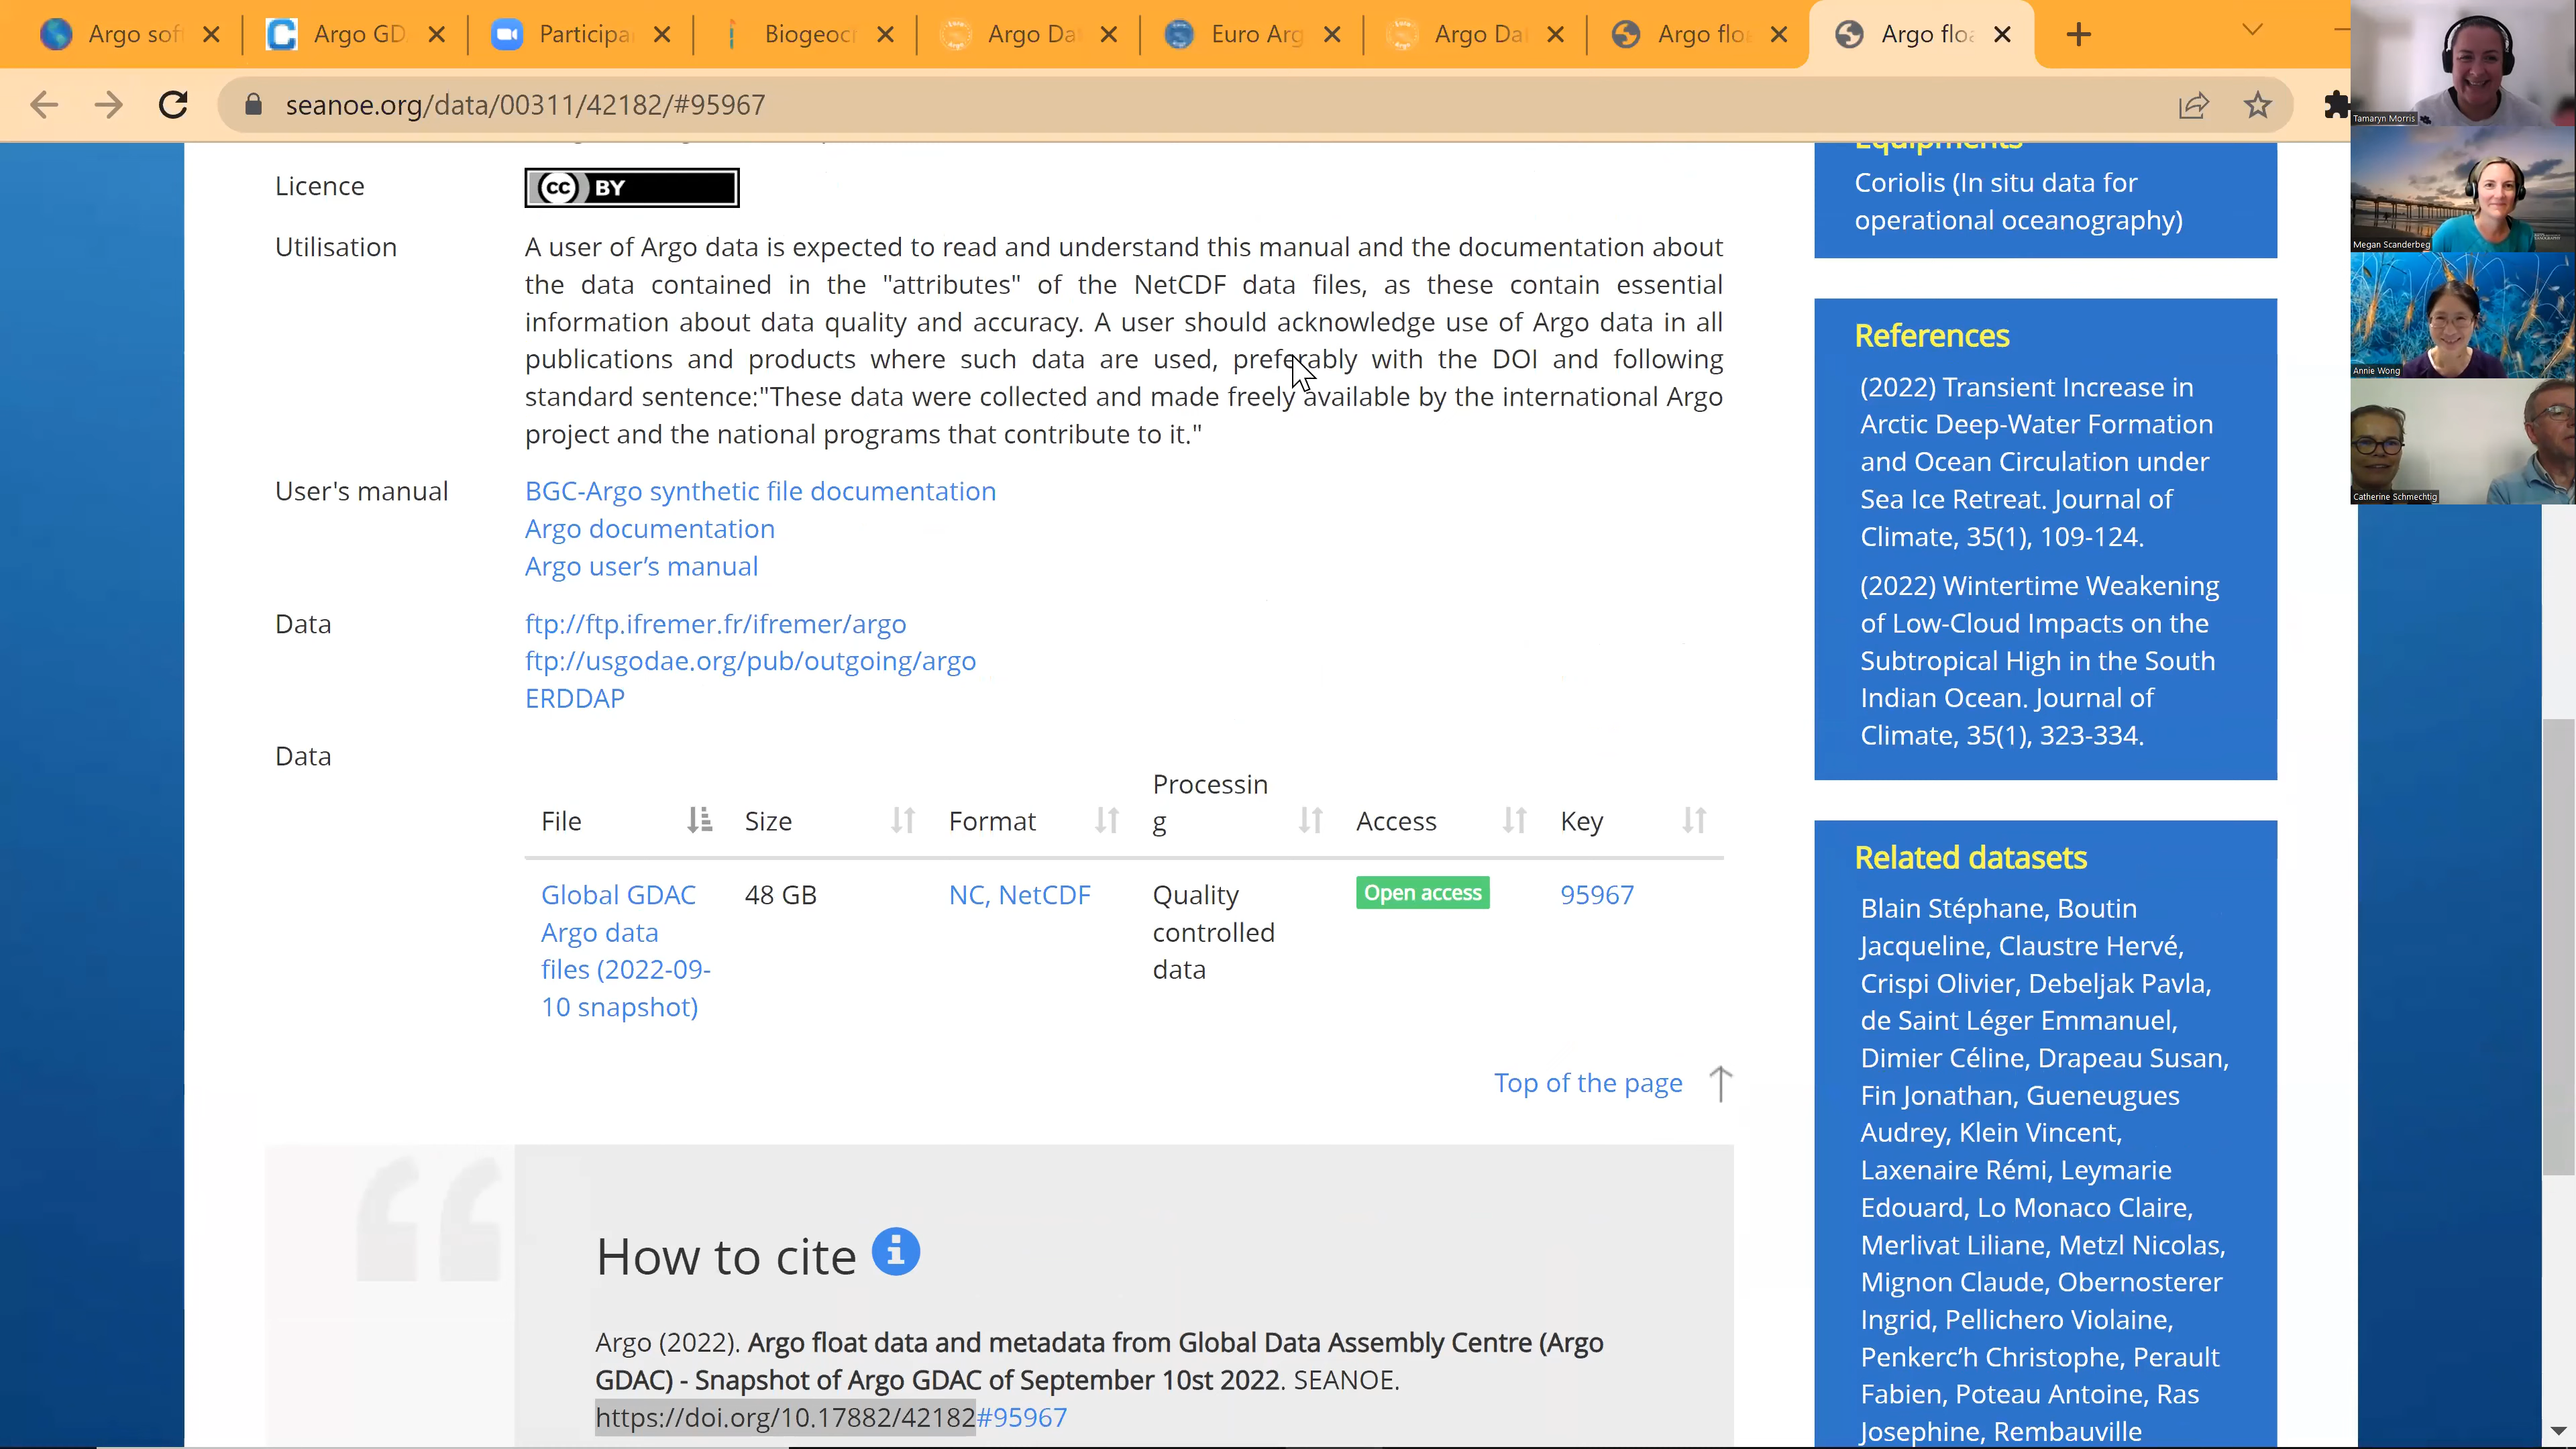 Argo sof
Argo GD
Participa
Biogeoc
Argo Da
Euro Arg
Argo Da
Argo flo
Argo floa
seanoe.org/data/00311/42182/#95967
Licence
CC BY
Utilisation
A user of Argo data is expected to read and understand this manual and the documentation about
the data contained in the "attributes" of the NetCDF data files, as these contain essential
information about data quality and accuracy. A user should acknowledge use of Argo data in all
publications and products where such data are used, preferably with the DOI and following
standard sentence:"These data were collected and made freely available by the international Argo
project and the national programs that contribute to it."
User's manual
BGC-Argo synthetic file documentation
Argo documentation
Argo user’s manual
Data
ftp://ftp.ifremer.fr/ifremer/argo
ftp://usgodae.org/pub/outgoing/argo
ERDDAP
Data
File
Size
Format
Processin
g
Access
Key
Global GDAC
Argo data
files (2022-09-
10 snapshot)
48 GB
NC, NetCDF
Quality
controlled
data
Open access
95967
Top of the page
How to cite
Argo (2022). Argo float data and metadata from Global Data Assembly Centre (Argo
GDAC) - Snapshot of Argo GDAC of September 10st 2022. SEANOE.
https://doi.org/10.17882/42182#95967
Equipments
Coriolis (In situ data for
operational oceanography)
References
(2022) Transient Increase in
Arctic Deep-Water Formation
and Ocean Circulation under
Sea Ice Retreat. Journal of
Climate, 35(1), 109-124.
(2022) Wintertime Weakening
of Low-Cloud Impacts on the
Subtropical High in the South
Indian Ocean. Journal of
Climate, 35(1), 323-334.
Related datasets
Blain Stéphane, Boutin
Jacqueline, Claustre Hervé,
Crispi Olivier, Debeljak Pavla,
de Saint Léger Emmanuel,
Dimier Céline, Drapeau Susan,
Fin Jonathan, Gueneugues
Audrey, Klein Vincent,
Laxenaire Rémi, Leymarie
Edouard, Lo Monaco Claire,
Merlivat Liliane, Metzl Nicolas,
Mignon Claude, Obernosterer
Ingrid, Pellichero Violaine,
Penkerc’h Christophe, Perault
Fabien, Poteau Antoine, Ras
Josephine, Rembauville
Tamaryn Morris
Megan Scanderbeg
Annie Wong
Catherine Schmechtig